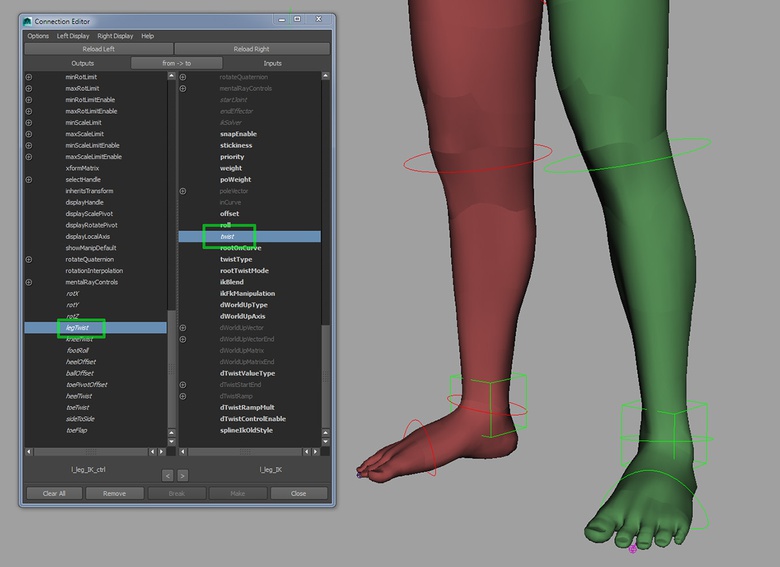 Connection Editor
Options Left Display Right Display Help
Reload Left Reload Right
Outputs from -> to Inputs
minRotLimit
maxRotLimit
minRotLimitEnable
maxRotLimitEnable
minScaleLimit
maxScaleLimit
minScaleLimitEnable
maxScaleLimitEnable
xformMatrix
selectHandle
inheritsTransform
displayHandle
displayScalePivot
displayRotatePivot
displayLocalAxis
showManipDefault
rotateQuaternion
rotationInterpolation
mentalRayControls
rotX
rotY
rotZ
legTwist
kneeTwist
footRoll
heelOffset
ballOffset
toePivotOffset
heelTwist
toeTwist
sideToSide
toeFlap
rotateQuaternion
mentalRayControls
startJoint
endEffector
ikSolver
snapEnable
stickiness
priority
weight
poWeight
poleVector
inCurve
offset
roll
twist
rootOnCurve
twistType
rootTwistMode
ikBlend
ikFkManipulation
dWorldUpType
dWorldUpAxis
dWorldUpVector
dWorldUpVectorEnd
dWorldUpMatrix
dWorldUpMatrixEnd
dTwistValueType
dTwistStartEnd
dTwistRamp
dTwistRampMult
dTwistControlEnable
splineIkOldStyle
l_leg_IK_ctrl < > l_leg_IK
Clear All Remove Break Make Close